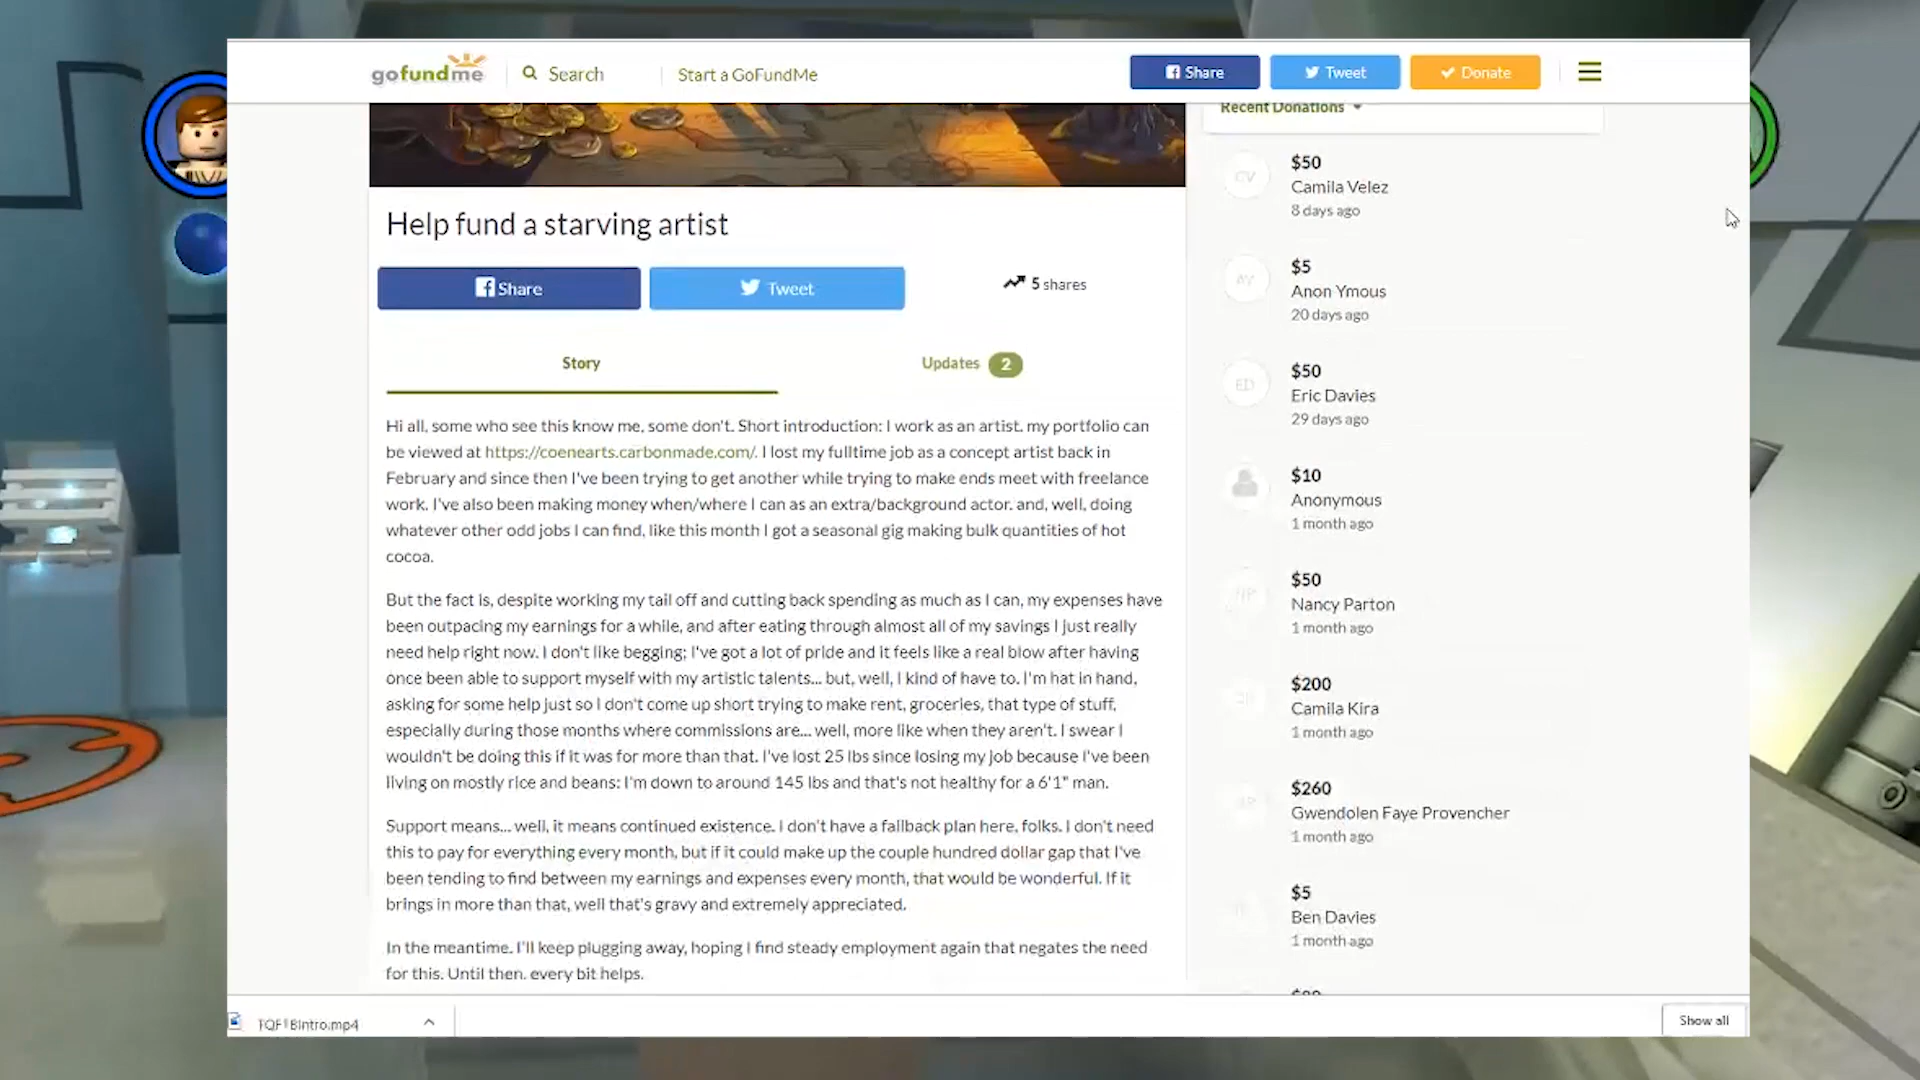 gofundme
Search
Start a GoFundMe
Share
Tweet
Donate
Recent Donations
Help fund a starving artist
Share
Tweet
5 shares
Story
Updates 2
Hi all, some who see this know me, some don't. Short introduction: I work as an artist. my portfolio can
be viewed at https://coenearts.carbonmade.com/. I lost my fulltime job as a concept artist back in
February and since then I've been trying to get another while trying to make ends meet with freelance
work. I've also been making money when/where I can as an extra/background actor. and, well, doing
whatever other odd jobs I can find, like this month I got a seasonal gig making bulk quantities of hot
cocoa.
But the fact is, despite working my tail off and cutting back spending as much as I can, my expenses have
been outpacing my earnings for a while, and after eating through almost all of my savings I just really
need help right now. I don't like begging; I've got a lot of pride and it feels like a real blow after having
once been able to support myself with my artistic talents... but, well, I kind of have to. I'm hat in hand,
asking for some help just so I don't come up short trying to make rent, groceries, that type of stuff,
especially during those months where commissions are... well, more like when they aren't. I swear I
wouldn't be doing this if it was for more than that. I've lost 25 lbs since losing my job because I've been
living on mostly rice and beans: I'm down to around 145 lbs and that's not healthy for a 6'1" man.
Support means... well, it means continued existence. I don't have a fallback plan here, folks. I don't need
this to pay for everything every month, but if it could make up the couple hundred dollar gap that I've
been tending to find between my earnings and expenses every month, that would be wonderful. If it
brings in more than that, well that's gravy and extremely appreciated.
In the meantime. I'll keep plugging away, hoping I find steady employment again that negates the need
for this. Until then. every bit helps.
CV
$50
Camila Velez
8 days ago
AY
$5
Anon Ymous
20 days ago
ED
$50
Eric Davies
29 days ago
$10
Anonymous
1 month ago
NP
$50
Nancy Parton
1 month ago
$200
Camila Kira
1 month ago
$260
Gwendolen Faye Provencher
1 month ago
$5
Ben Davies
1 month ago
TQF18Intro.mp4
Show all